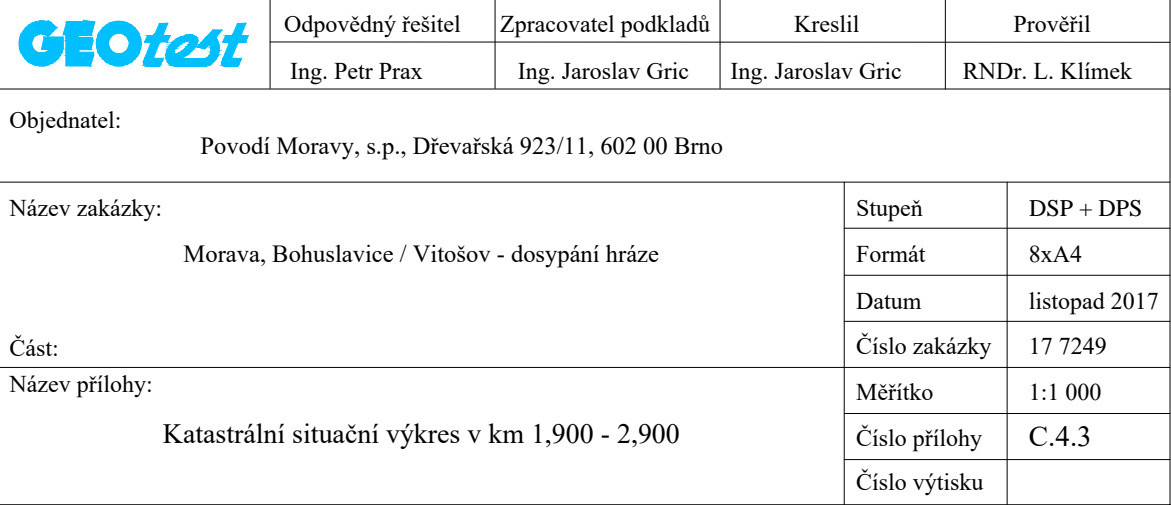 GEOtest
Odpovědný řešitel Zpracovatel podkladů Kreslil Prověřil
Ing. Petr Prax Ing. Jaroslav Gric Ing. Jaroslav Gric RNDr. L. Klímek
Objednatel:
Povodí Moravy, s.p., Dřevařská 923/11, 602 00 Brno
Název zakázky:
Morava, Bohuslavice / Vitošov - dosypání hráze
Část:
Stupeň DSP + DPS
Formát 8xA4
Datum listopad 2017
Číslo zakázky 17 7249
Název přílohy:
Katastrální situační výkres v km 1,900 - 2,900
Měřítko 1:1 000
Číslo přílohy C.4.3
Číslo výtisku